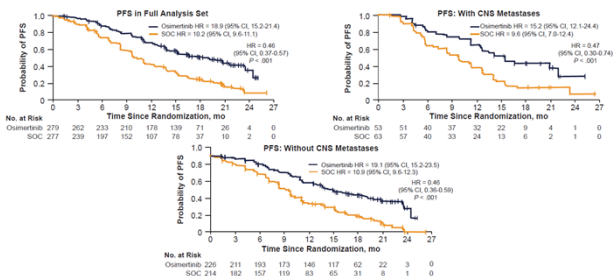 PFS in Full Analysis Set
Osimertinib HR = 18.9 (95% CI, 15.2-21.4)
SOC HR = 10.2 (95% CI, 9.6-11.1)
HR = 0.46
(95% CI, 0.37-0.57)
P < .001
Probability of PFS
1.0
0.8
0.6
0.4
0.2
0
0 3 6 9 12 15 18 21 24 27
Time Since Randomization, mo
No. at Risk
Osimertinib 279 262 233 210 178 139 71 26 4 0
SOC 277 239 197 152 107 78 37 10 2 0
PFS: With CNS Metastases
Osimertinib HR = 15.2 (95% CI, 12.1-24.4)
SOC HR = 9.6 (95% CI, 7.0-12.4)
HR = 0.47
(95% CI, 0.30-0.74)
P < .001
Probability of PFS
1.0
0.8
0.6
0.4
0.2
0
0 3 6 9 12 15 18 21 24 27
Time Since Randomization, mo
No. at Risk
Osimertinib 53 51 40 37 32 22 9 4 1 0
SOC 63 57 40 33 24 13 6 2 1 0
PFS: Without CNS Metastases
Osimertinib HR = 19.1 (95% CI, 15.2-23.5)
SOC HR = 10.9 (95% CI, 9.6-12.3)
HR = 0.46
(95% CI, 0.36-0.59)
P < .001
Probability of PFS
1.0
0.8
0.6
0.4
0.2
0
0 3 6 9 12 15 18 21 24 27
Time Since Randomization, mo
No. at Risk
Osimertinib 226 211 193 173 146 117 62 22 3 0
SOC 214 182 157 119 83 65 31 8 1 0